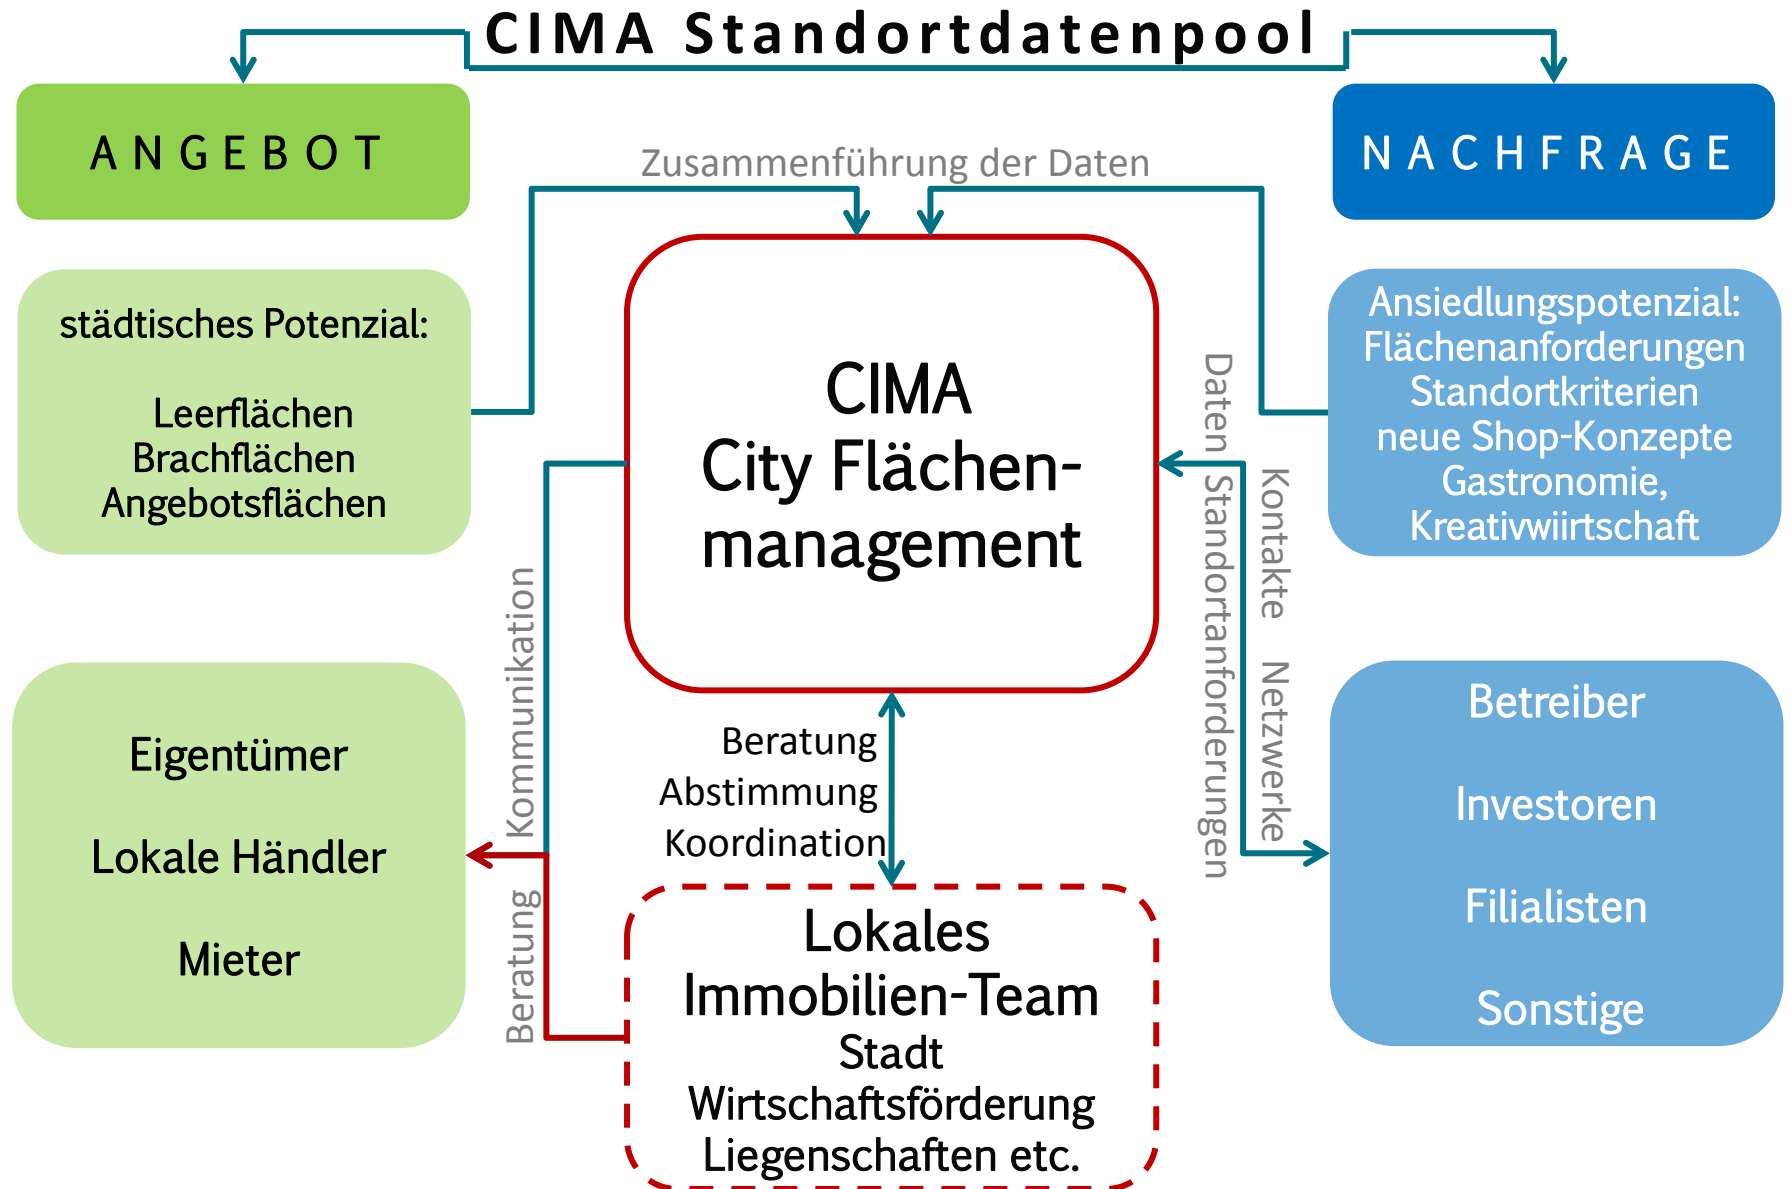 CIMA Standortdatenpool
ANGEBOT
NACHFRAGE
Zusammenführung der Daten
städtisches Potenzial:
Leerflächen
Brachflächen
Angebotsflächen
CIMA
City Flächen-
management
Ansiedlungspotenzial:
Flächenanforderungen
Standortkriterien
neue Shop-Konzepte
Gastronomie,
Kreativwiirtschaft
Daten Standortanforderungen
Kontakte Netzwerke
Beratung Kommunikation
Eigentümer
Lokale Händler
Mieter
Beratung
Abstimmung
Koordination
Betreiber
Investoren
Filialisten
Sonstige
Lokales
Immobilien-Team
Stadt
Wirtschaftsförderung
Liegenschaften etc.